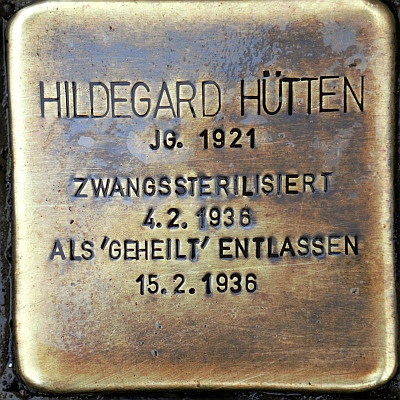 HILDEGARD HÜTTEN
JG. 1921
ZWANGSSTERILISIERT
4.2.1936
ALS 'GEHEILT' ENTLASSEN
15.2.1936